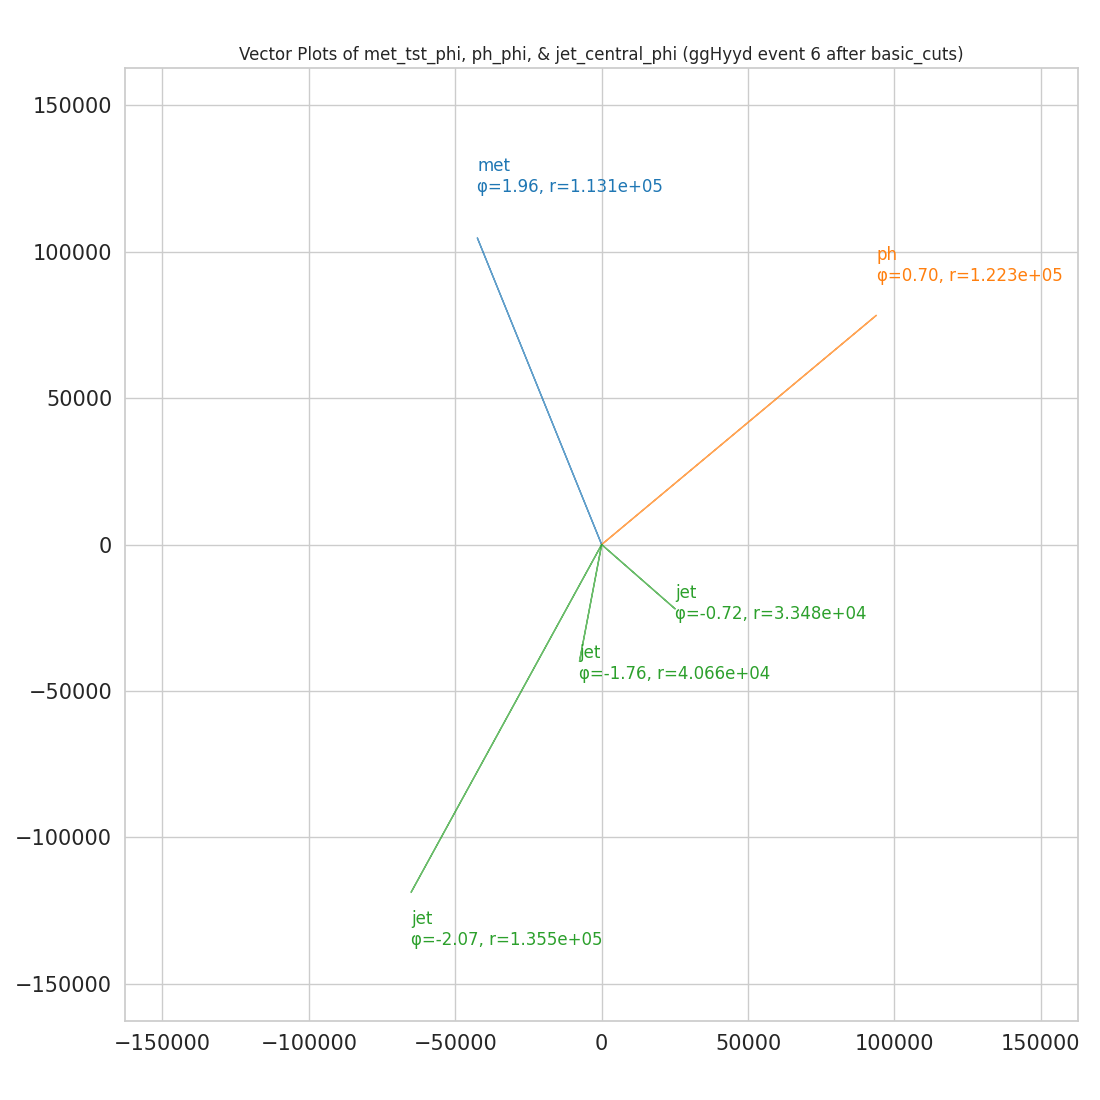 Vector Plots of met_tst_phi, ph_phi, & jet_central_phi (ggHyyd event 6 after basic_cuts)
150000
met
φ=1.96, r=1.131e+05
100000
ph
φ=0.70, r=1.223e+05
50000
0
jet
φ=-0.72, r=3.348e+04
jet
φ=-1.76, r=4.066e+04
−50000
−100000
jet
φ=-2.07, r=1.355e+05
−150000
−150000 −100000 −50000 0 50000 100000 150000